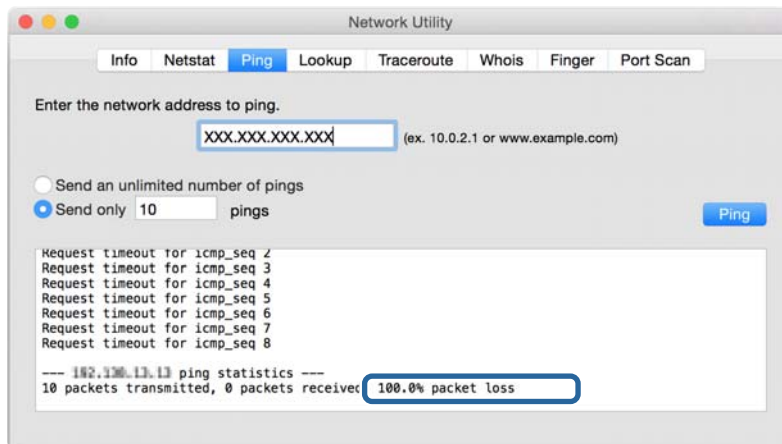 Network Utility
Info Netstat Ping Lookup Traceroute Whois Finger Port Scan
Enter the network address to ping.
XXX.XXX.XXX.XXX (ex. 10.0.2.1 or www.example.com)
Send an unlimited number of pings
Send only 10 pings
Ping
Request timeout for icmp_seq 2
Request timeout for icmp_seq 3
Request timeout for icmp_seq 4
Request timeout for icmp_seq 5
Request timeout for icmp_seq 6
Request timeout for icmp_seq 7
Request timeout for icmp_seq 8
--- ping statistics ---
10 packets transmitted, 0 packets received 100.0% packet loss